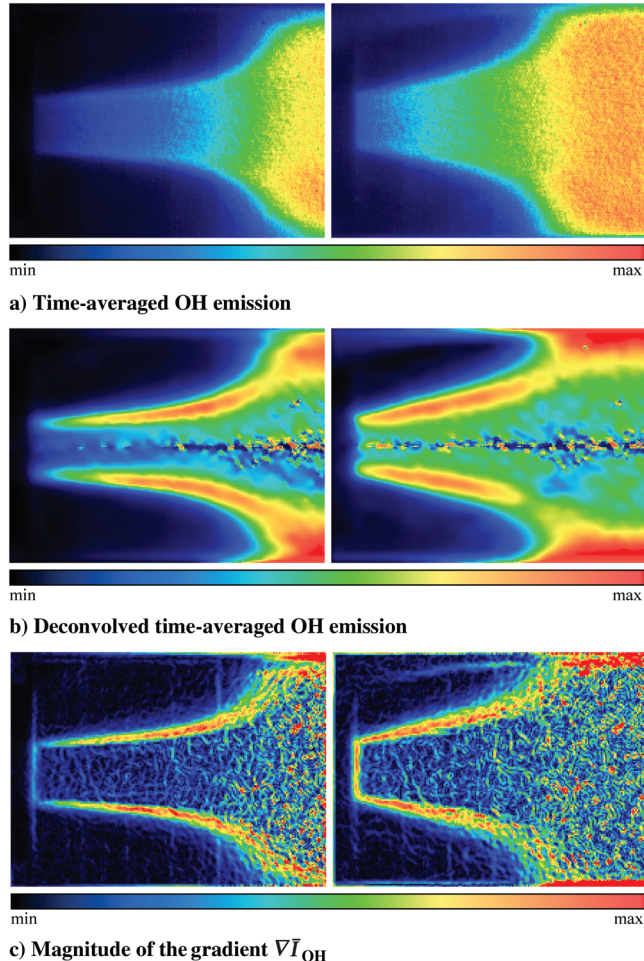 min max
a) Time-averaged OH emission
min max
b) Deconvolved time-averaged OH emission
min max
c) Magnitude of the gradient ∇ĪOH